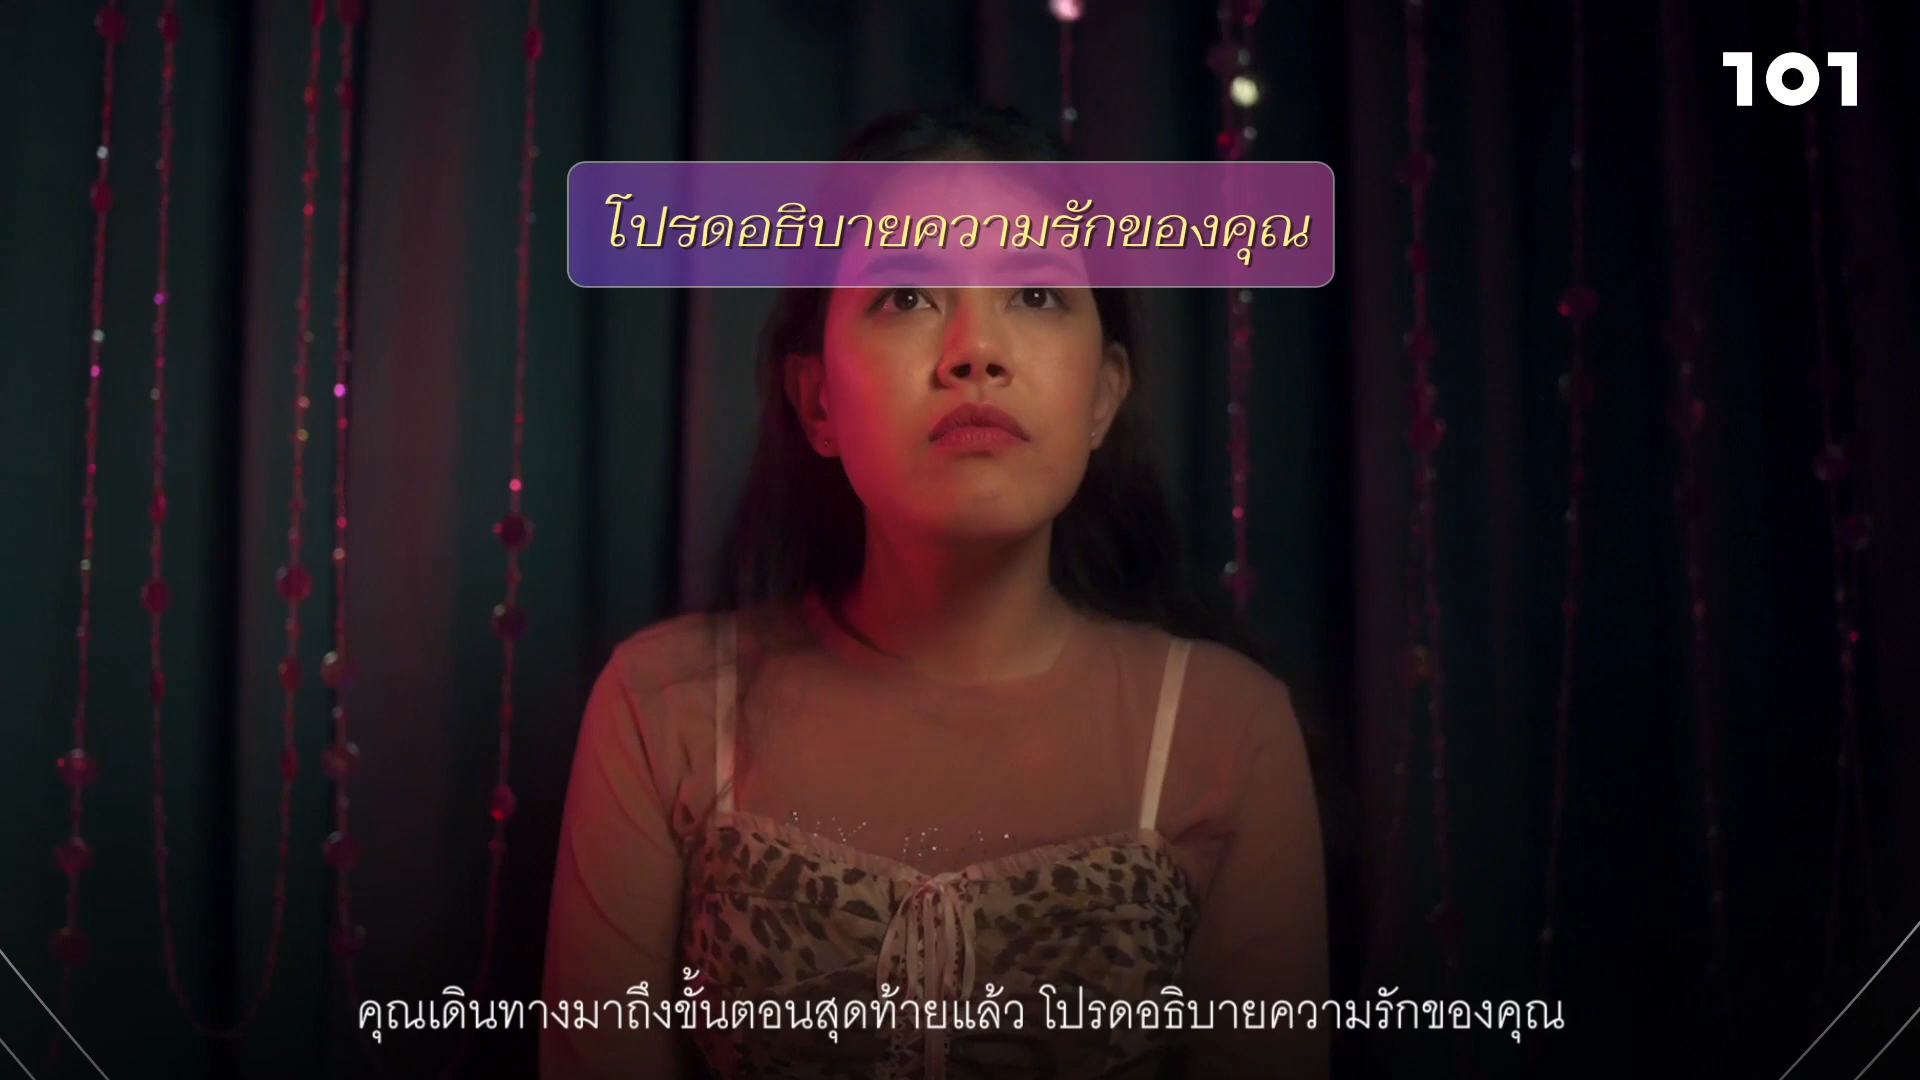 101
โปรดอธิบายความรักของคุณ
คุณเดินทางมาถึงขั้นตอนสุดท้ายแล้ว โปรดอธิบายความรักของคุณ